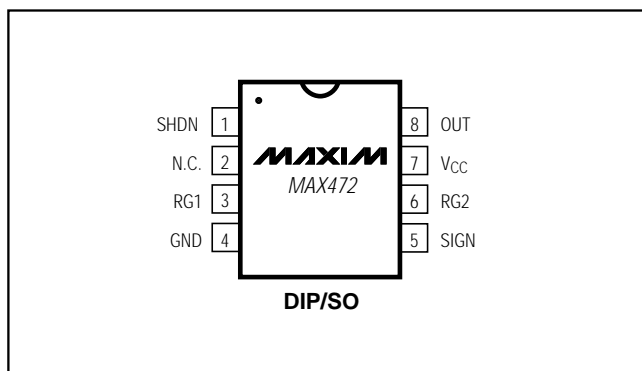 SHDN 1 8 OUT
N.C. 2 MAXIM 7 VCC
MAX472
RG1 3 6 RG2
GND 4 5 SIGN
DIP/SO